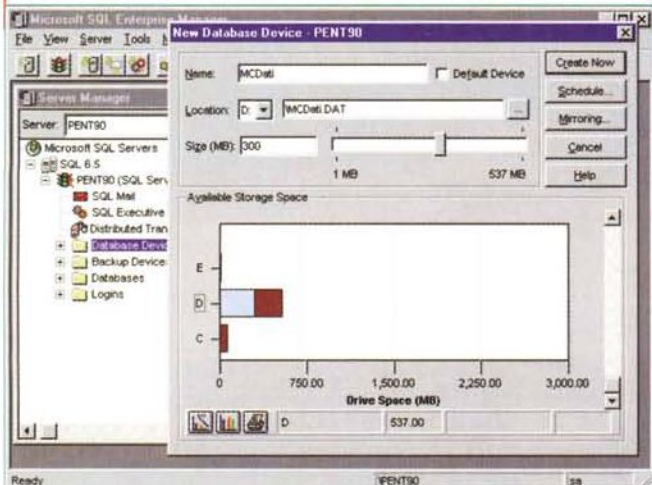 Microsoft SQL Enterprise Manager
File View Server Tools
New Database Device - PENT90
Name: MCDati
Default Device
Location: D: \MCDati.DAT
...
Size (MB): 300
1 MB 537 MB
Create Now
Schedule...
Mirroring...
Cancel
Help
Server Manager
Server: PENT90
Microsoft SQL Servers
SQL 6.5
PENT90 (SQL Serv
SQL Mail
SQL Executive
Distributed Tran
Database Devic
Backup Device
Databases
Logins
Available Storage Space
E
D
C
0 750.00 1,500.00 2,250.00 3,000.00
Drive Space (MB)
D 537.00
Ready \PENT90 sa